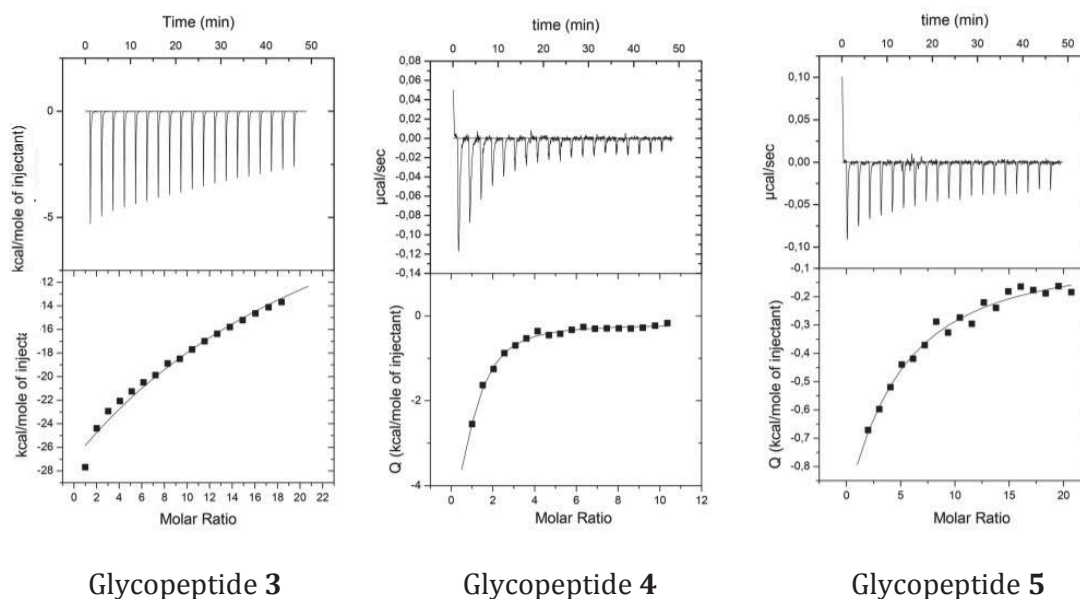 Time (min)
0 10 20 30 40 50
0
-5
kcal/mole of injectant)
12
-14
-16
-18
-20
-22
-24
-26
-28
kcal/mole of injecta
0 2 4 6 8 10 12 14 16 18 20 22
Molar Ratio
Glycopeptide 3
time (min)
0 10 20 30 40 50
0,08
0,06
0,04
0,02
0,00
-0,02
-0,04
-0,06
-0,08
-0,10
-0,12
-0,14
µcal/sec
0
-2
-4
Q (kcal/mole of injectant)
0 2 4 6 8 10 12
Molar Ratio
Glycopeptide 4
time (min)
0 10 20 30 40 50
0,10
0,05
0,00
-0,05
-0,10
-0,1
µcal/sec
-0,2
-0,3
-0,4
-0,5
-0,6
-0,7
-0,8
Q (kcal/mole of injectant)
0 5 10 15 20
Molar Ratio
Glycopeptide 5